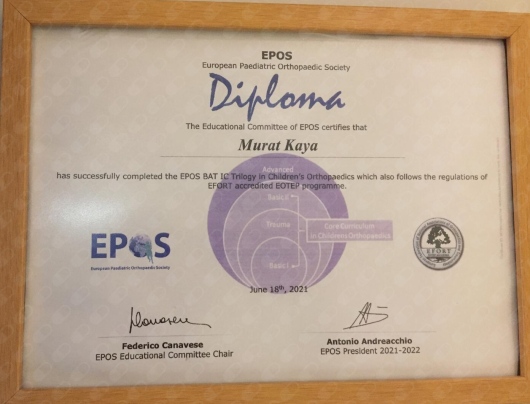 EPOS
European Paediatric Orthopaedic Society
Diploma
The Educational Committee of EPOS certifies that
Murat Kaya
has successfully completed the EPOS BAT IC Trilogy in Children's Orthopaedics which also follows the regulations of
EFORT accredited EOTEP programme.
Advanced
Basic II
Trauma
Core Curriculum
in Children's Orthopaedics
Basic I
EPOS
European Paediatric Orthopaedic Society
EFORT
June 18th, 2021
Federico Canavese
EPOS Educational Committee Chair
Antonio Andreacchio
EPOS President 2021-2022